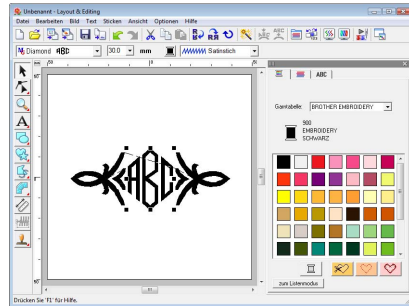 Unbenannt - Layout & Editing
Datei Bearbeiten Bild Text Sticken Ansicht Optionen Hilfe
Diamond ABC 30.0 mm Satinstich
ABC
Garntabelle: BROTHER EMBROIDERY
900
EMBROIDERY
SCHWARZ
ABC
zum Listenmodus
Drücken Sie 'F1' für Hilfe.